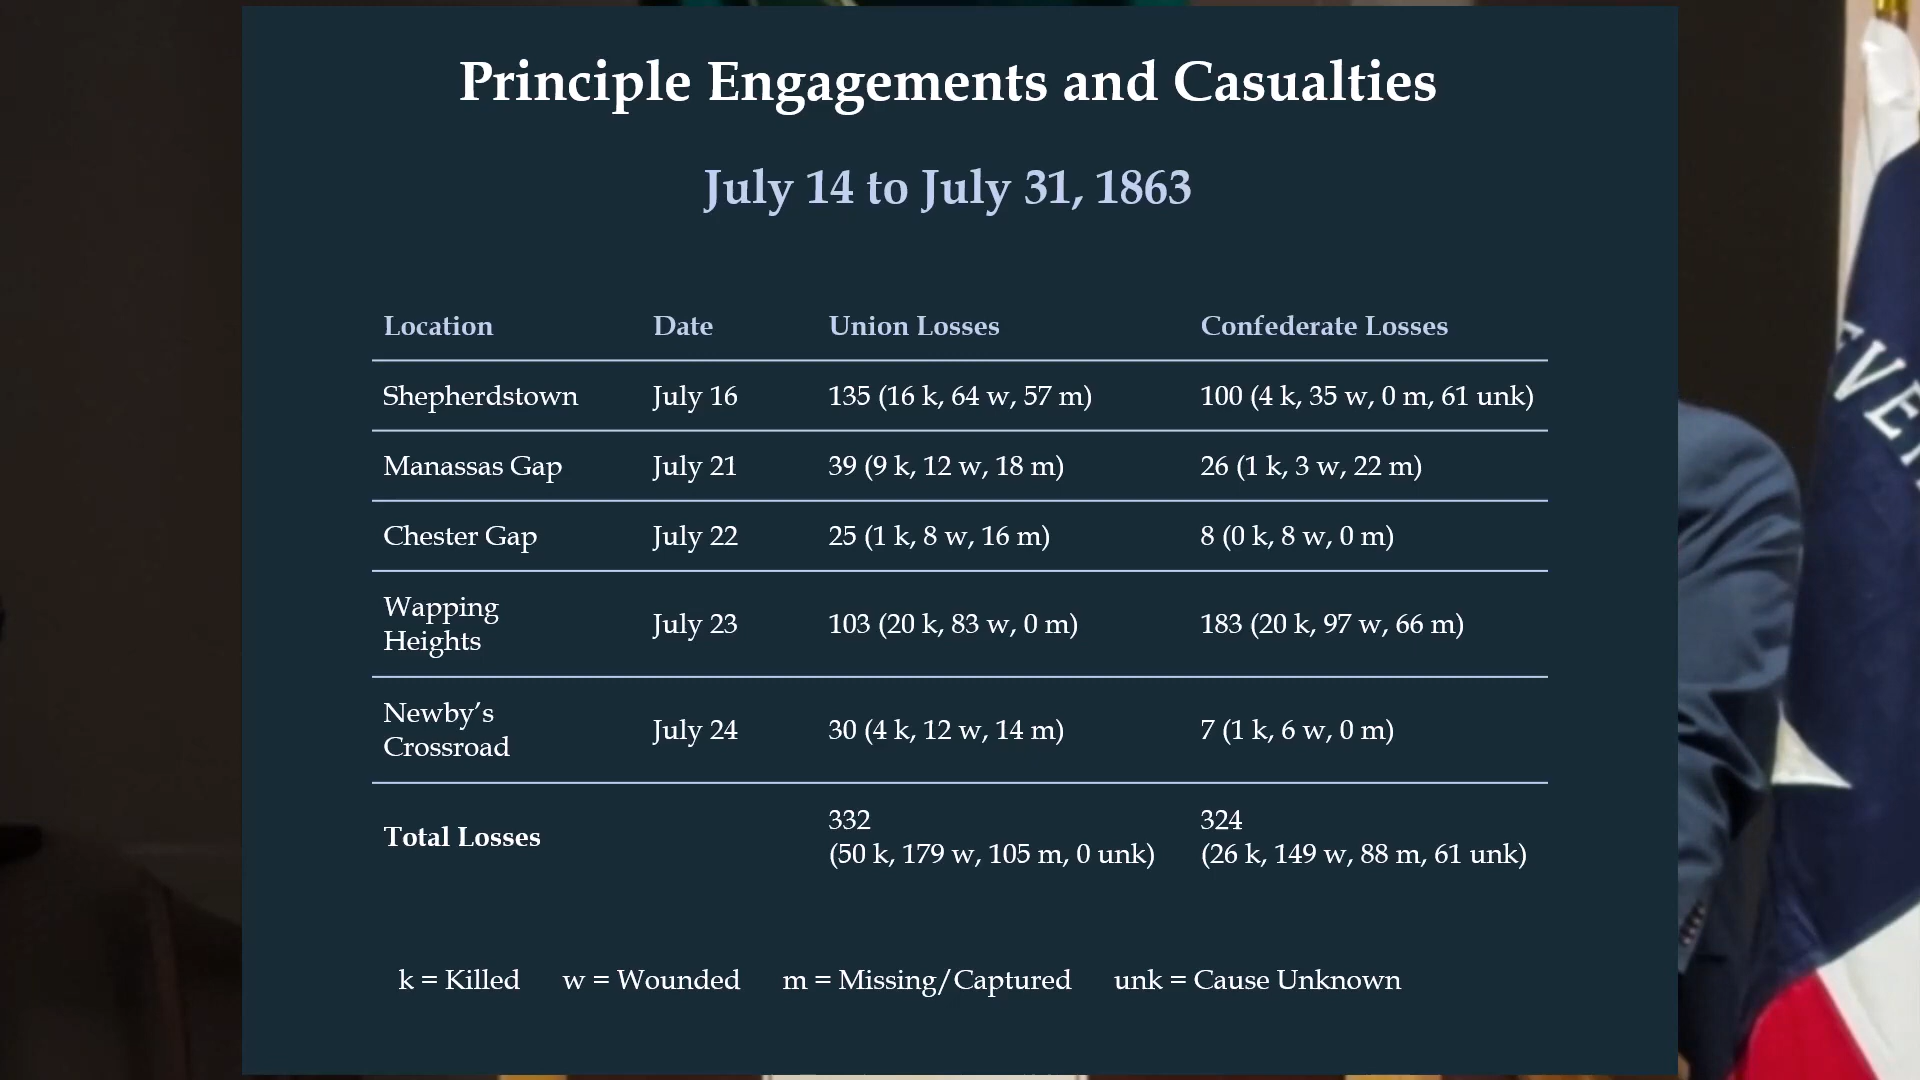 Principle Engagements and Casualties
July 14 to July 31, 1863
Location Date Union Losses Confederate Losses
Shepherdstown July 16 135 (16 k, 64 w, 57 m) 100 (4 k, 35 w, 0 m, 61 unk)
Manassas Gap July 21 39 (9 k, 12 w, 18 m) 26 (1 k, 3 w, 22 m)
Chester Gap July 22 25 (1 k, 8 w, 16 m) 8 (0 k, 8 w, 0 m)
Wapping
Heights July 23 103 (20 k, 83 w, 0 m) 183 (20 k, 97 w, 66 m)
Newby’s
Crossroad July 24 30 (4 k, 12 w, 14 m) 7 (1 k, 6 w, 0 m)
Total Losses
332
(50 k, 179 w, 105 m, 0 unk)
324
(26 k, 149 w, 88 m, 61 unk)
k = Killed w = Wounded m = Missing/Captured unk = Cause Unknown